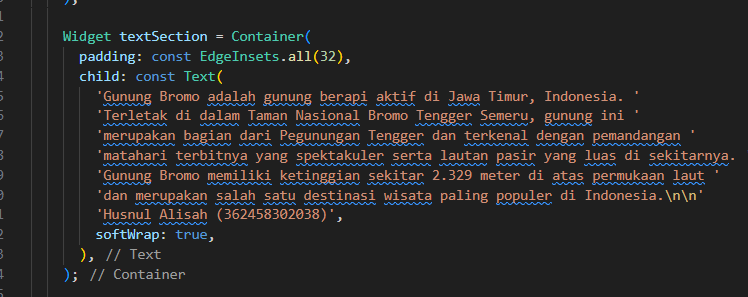 );
Widget textSection = Container(
padding: const EdgeInsets.all(32),
child: const Text(
'Gunung Bromo adalah gunung berapi aktif di Jawa Timur, Indonesia. '
'Terletak di dalam Taman Nasional Bromo Tengger Semeru, gunung ini '
'merupakan bagian dari Pegunungan Tengger dan terkenal dengan pemandangan '
'matahari terbitnya yang spektakuler serta lautan pasir yang luas di sekitarnya.
'Gunung Bromo memiliki ketinggian sekitar 2.329 meter di atas permukaan laut '
'dan merupakan salah satu destinasi wisata paling populer di Indonesia.\n\n'
'Husnul Alisah (362458302038)',
softWrap: true,
), // Text
); // Container